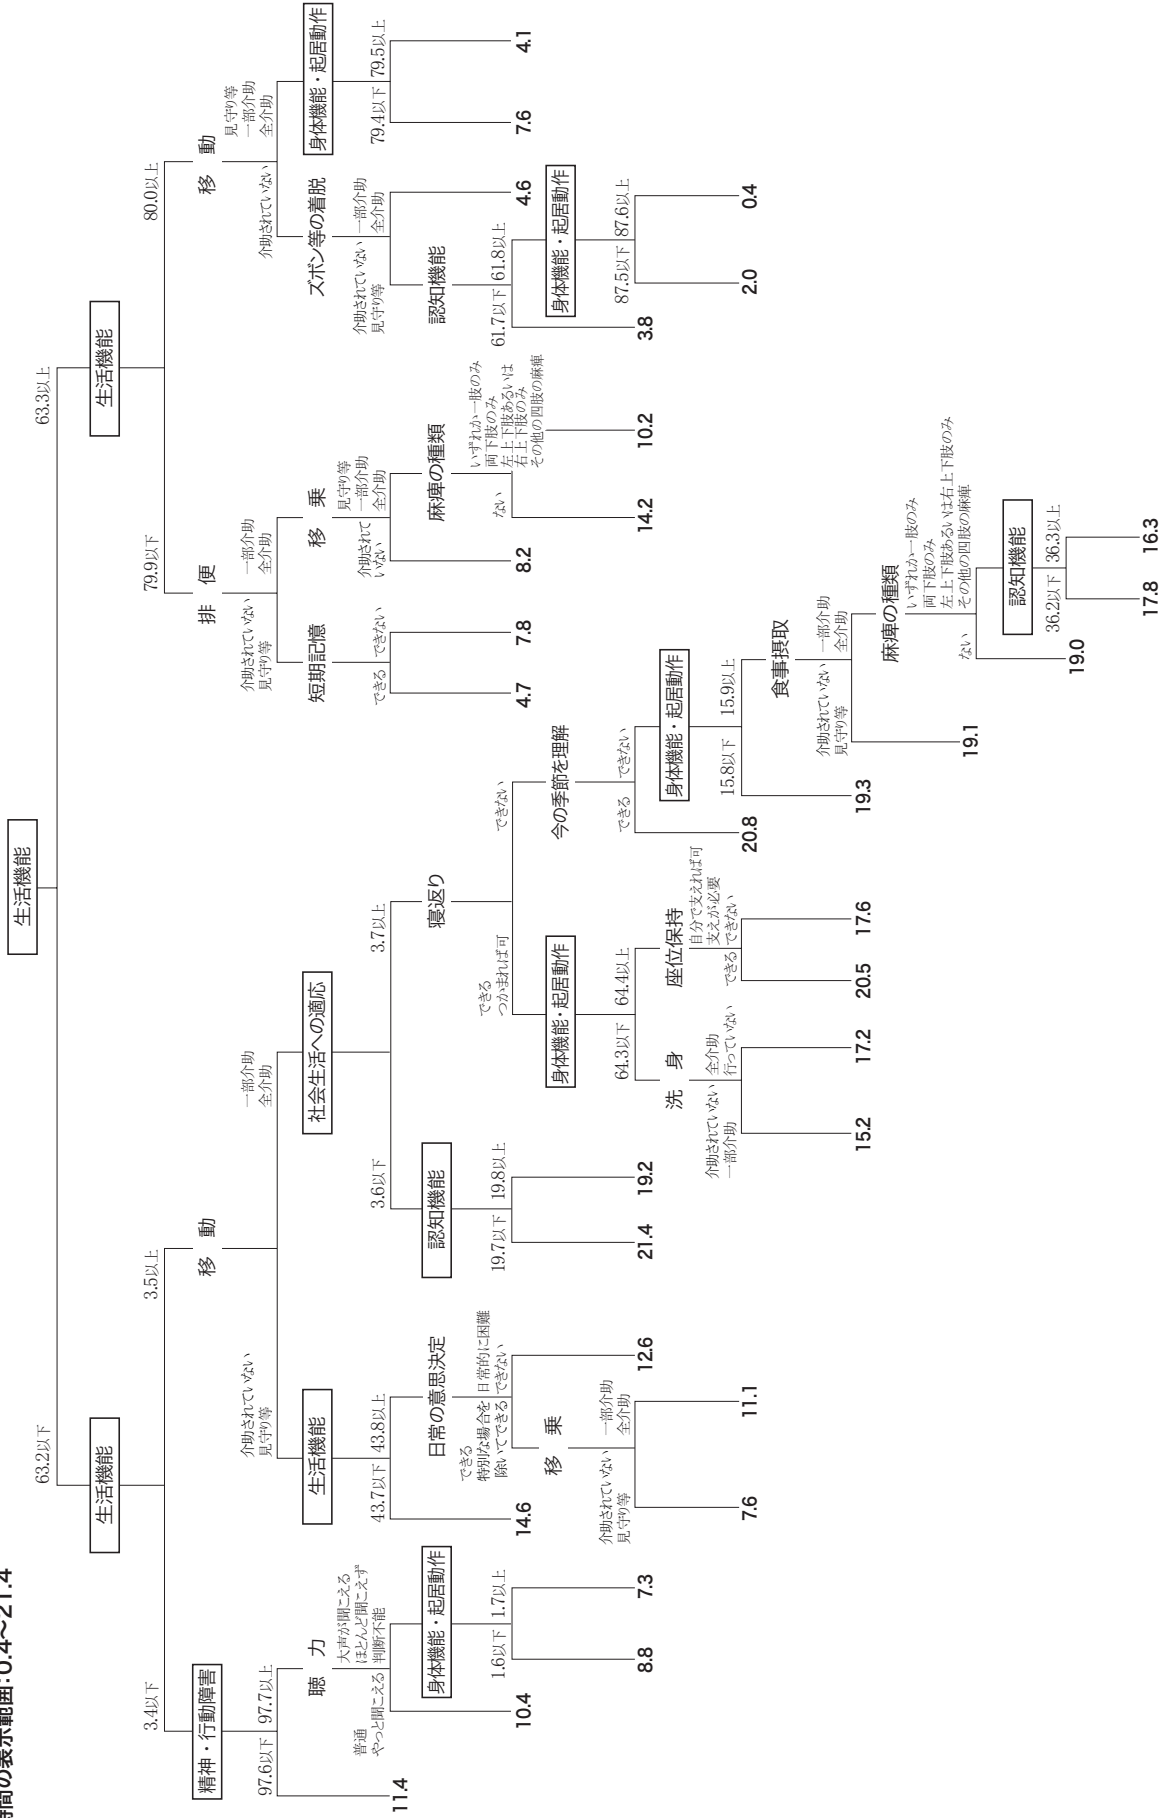 時間の表示範囲：0.4〜21.4
生活機能
63.2以下
63.3以上
生活機能
生活機能
3.4以下
3.5以上
79.9以下
80.0以上
精神・行動障害
移動
排便
移動
97.6以下
97.7以上
介助されていない
見守り等
一部介助
全介助
介助されていない
見守り等
一部介助
全介助
介助されていない
見守り等
一部介助
全介助
11.4
聴力
生活機能
社会生活への適応
短期記憶
移乗
ズボン等の着脱
身体機能・起居動作
普通
やっと聞こえる
大声が聞こえる
ほとんど聞こえず
判断不能
43.7以下
43.8以上
3.6以下
3.7以上
できる
できない
介助されて
いない
見守り等
一部介助
全介助
介助されていない
見守り等
一部介助
全介助
79.4以下
79.5以上
10.4
身体機能・起居動作
14.6
日常の意思決定
認知機能
寝返り
4.7
7.8
8.2
麻痺の種類
認知機能
4.6
7.6
4.1
1.6以下
1.7以上
できる
特別な場合を
除いてできる
日常的に困難
できない
19.7以下
19.8以上
できる
つかまれば可
できない
ない
いずれか一肢のみ
両下肢のみ
左上下肢あるいは
右上下肢のみ
その他の四肢の麻痺
61.7以下
61.8以上
8.8
7.3
移乗
12.6
21.4
19.2
身体機能・起居動作
今の季節を理解
14.2
10.2
3.8
身体機能・起居動作
介助されていない
見守り等
一部介助
全介助
64.3以下
64.4以上
できる
できない
87.5以下
87.6以上
7.6
11.1
洗身
座位保持
20.8
身体機能・起居動作
2.0
0.4
介助されていない
一部介助
全介助
行っていない
できる
自分で支えれば可
支えが必要
できない
15.8以下
15.9以上
15.2
17.2
20.5
17.6
19.3
食事摂取
介助されていない
見守り等
一部介助
全介助
19.1
麻痺の種類
ない
いずれか一肢のみ
両下肢のみ
左上下肢あるいは右上下肢のみ
その他の四肢の麻痺
19.0
認知機能
36.2以下
36.3以上
17.8
16.3